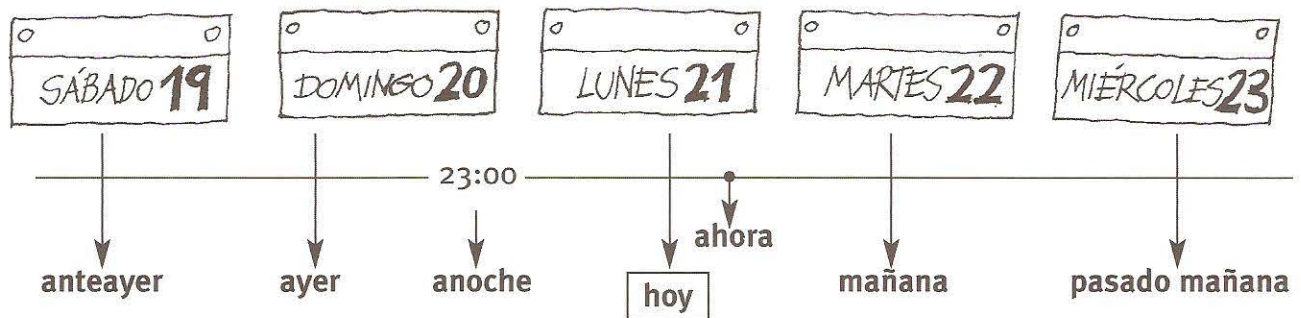 SÁBADO 19
DOMINGO 20
LUNES 21
MARTES 22
MIÉRCOLES 23
23:00
ahora
anteayer
ayer
anoche
hoy
mañana
pasado mañana